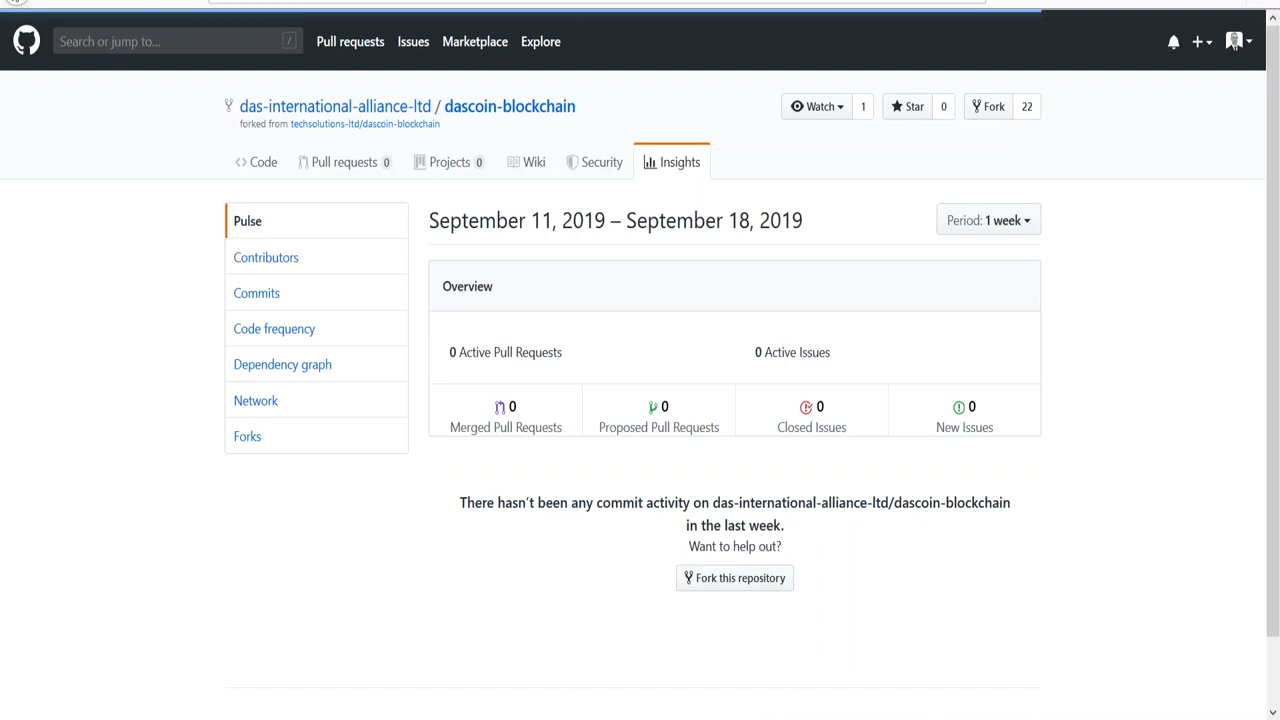 Search or jump to... /
Pull requests Issues Marketplace Explore
das-international-alliance-ltd / dascoin-blockchain
forked from techsolutions-ltd/dascoin-blockchain
Watch 1 Star 0 Fork 22
Code Pull requests 0 Projects 0 Wiki Security Insights
Pulse
Contributors
Commits
Code frequency
Dependency graph
Network
Forks
September 11, 2019 – September 18, 2019
Period: 1 week
Overview
0 Active Pull Requests 0 Active Issues
0 0 0 0
Merged Pull Requests Proposed Pull Requests Closed Issues New Issues
There hasn't been any commit activity on das-international-alliance-ltd/dascoin-blockchain
in the last week.
Want to help out?
Fork this repository